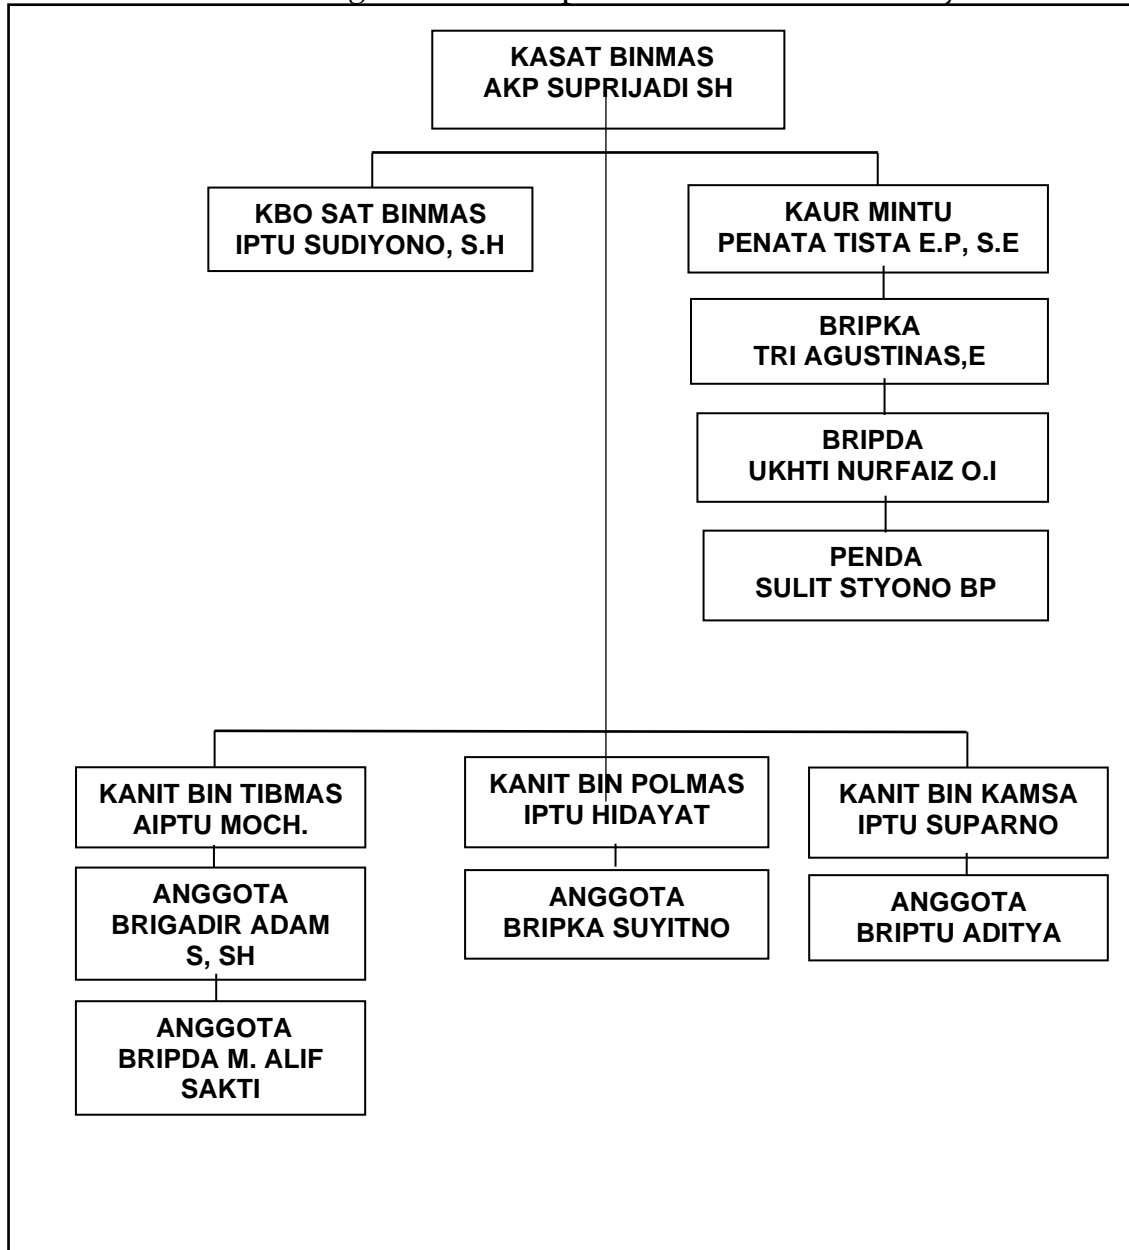 KASAT BINMAS
AKP SUPRIJADI SH
KBO SAT BINMAS
IPTU SUDIYONO, S.H
KAUR MINTU
PENATA TISTA E.P, S.E
BRIPKA
TRI AGUSTINAS,E
BRIPDA
UKHTI NURFAIZ O.I
PENDA
SULIT STYONO BP
KANIT BIN TIBMAS
AIPTU MOCH.
ANGGOTA
BRIGADIR ADAM
S, SH
ANGGOTA
BRIPDA M. ALIF
SAKTI
KANIT BIN POLMAS
IPTU HIDAYAT
ANGGOTA
BRIPKA SUYITNO
KANIT BIN KAMSA
IPTU SUPARNO
ANGGOTA
BRIPTU ADITYA